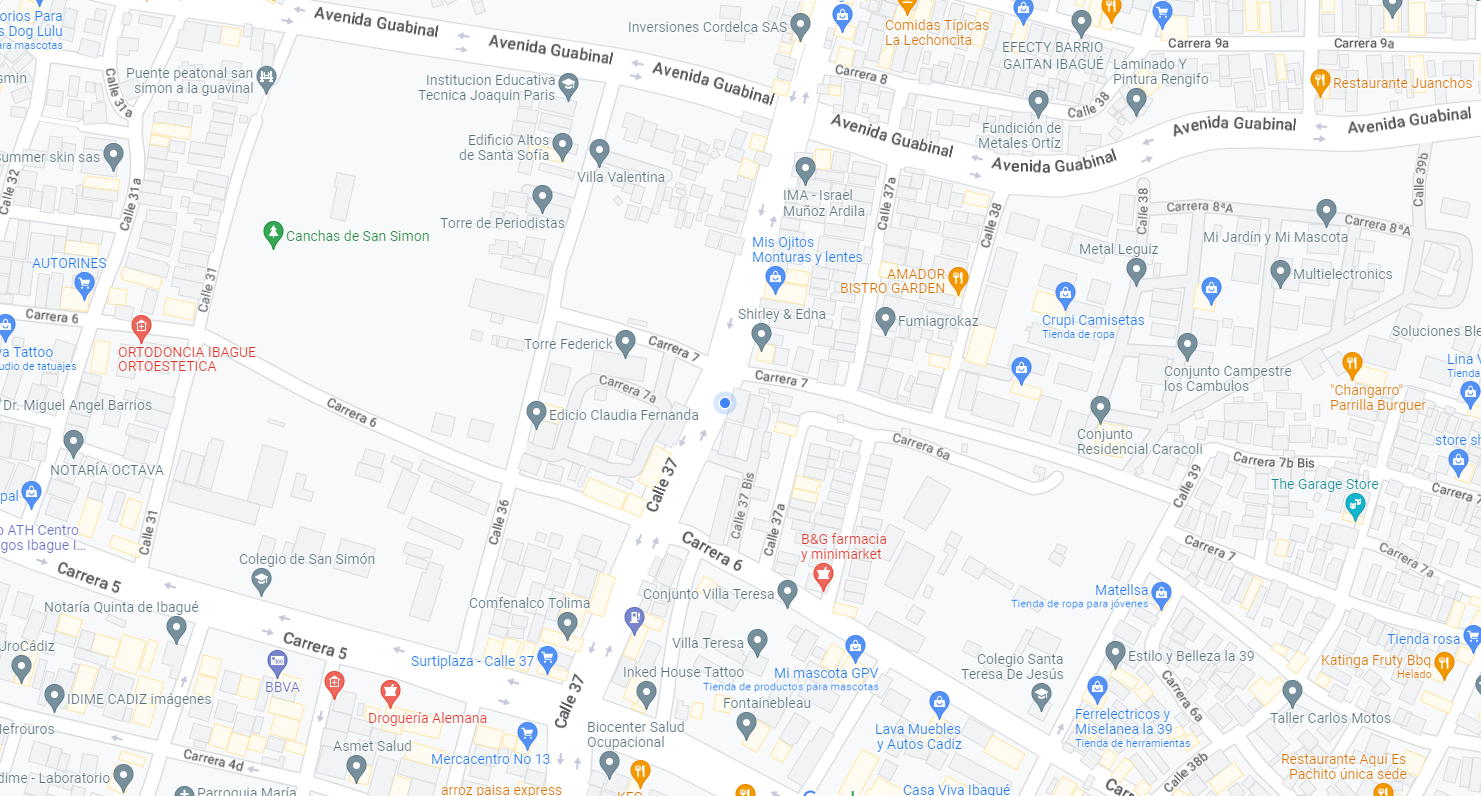 orios Para
s Dog Lulu
ara mascotas
Avenida Guabinal
Avenida Guabinal
Avenida Guabinal
Inversiones Cordelca SAS
Comidas Típicas
La Lechoncita
EFECTY BARRIO
GAITAN IBAGUÉ
Carrera 9a
Carrera 9a
Laminado Y
Pintura Rengifo
Restaurante Juanchos
Carrera 8
Calle 38
Puente peatonal san
simon a la guavinal
Calle 31a
smin
Institucion Educativa
Tecnica Joaquin Paris
Avenida Guabinal
Avenida Guabinal
Avenida Guabinal
Avenida Guabinal
Fundición de
Metales Ortíz
Edificio Altos
de Santa Sofía
Villa Valentina
Summer skin sas
Calle 32
Calle 31a
Torre de Periodistas
Canchas de San Simon
IMA - Israel
Muñoz Ardila
Calle 37a
Calle 38
Calle 38
Calle 39b
Carrera 8ªA
Carrera 8ªA
Mi Jardín y Mi Mascota
Metal Leguiz
Multielectronics
Mis Ojitos
Monturas y lentes
AMADOR
BISTRO GARDEN
AUTORINES
Calle 31
Carrera 6
Shirley & Edna
Fumiagrokaz
Crupi Camisetas
Tienda de ropa
Soluciones Ble
ORTODONCIA IBAGUE
ORTOESTETICA
va Tattoo
udio de tatuajes
Torre Federick
Carrera 7
Carrera 7
Carrera 7a
Conjunto Campestre
los Cambulos
Lina V
Tienda
"Changarro"
Parrilla Burguer
Dr. Miguel Angel Barrios
Carrera 6
Edicio Claudia Fernanda
Carrera 6a
Conjunto
Residencial Caracoli
store sh
NOTARÍA OCTAVA
Carrera 7b Bis
The Garage Store
Carrera 7
Calle 39
pal
Calle 37
Calle 36
Calle 37 Bis
Calle 37a
o ATH Centro
gos Ibague I...
Calle 31
Carrera 6
B&G farmacia
y minimarket
Carrera 7
Carrera 7a
Colegio de San Simón
Carrera 5
Conjunto Villa Teresa
Matellsa
Tienda de ropa para jóvenes
Notaría Quinta de Ibagué
Comfenalco Tolima
UroCádiz
Carrera 5
Villa Teresa
Tienda rosa
Surtiplaza - Calle 37
Estilo y Belleza la 39
Katinga Fruty Bbq
Helado
BBVA
Inked House Tattoo
Mi mascota GPV
Tienda de productos para mascotas
Colegio Santa
Teresa De Jesús
IDIME CADIZ imágenes
Calle 37
Fontainebleau
Carrera 6a
Droguería Alemana
Ferrelectricos y
Miselanea la 39
Tienda de herramientas
Taller Carlos Motos
Nefrouros
Biocenter Salud
Ocupacional
Lava Muebles
y Autos Cadiz
Asmet Salud
Carrera 4d
Mercacentro No 13
Restaurante Aquí Es
Pachito única sede
Calle 38b
dime - Laboratorio
Parroquia María
arroz paisa express
KFC
Casa Viva Ibagué